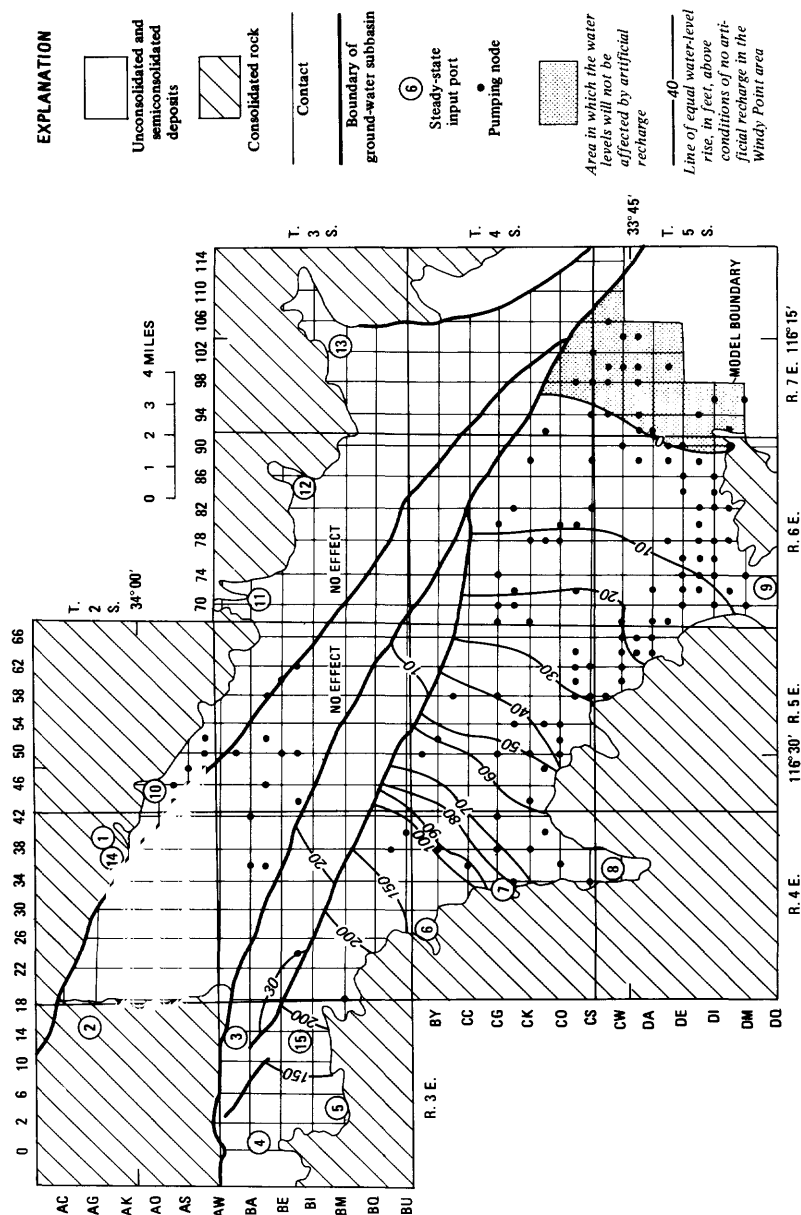 EXPLANATION
Unconsolidated and
semiconsolidated
deposits
Consolidated rock
Contact
Boundary of
ground-water subbasin
6
Steady-state
input port
Pumping node
Area in which the water
levels will not be
affected by artificial
recharge
40
Line of equal water-level
rise, in feet, above
conditions of no arti-
ficial recharge in the
Windy Point area
0 1 2 3 4 MILES
0 2 6 10 14 18 22 26 30 34 38 42 46 50 54 58 62 66 70 74 78 82 86 90 94 98 102 106 110 114
T.
2
S.
34°00'
T.
3
S.
T.
4
S.
33°45'
T.
5
S.
AC
AG
AK
AO
AS
AW
BA
BE
BI
BM
BQ
BU
BY
CC
CG
CK
CO
CS
CW
DA
DE
DI
DM
DQ
R. 3 E.
R. 4 E.
116°30' R. 5 E.
R. 6 E.
R. 7 E. 116°15'
MODEL BOUNDARY
NO EFFECT
NO EFFECT
1
2
3
4
5
6
7
8
9
10
11
12
13
14
15
150
200
30
200
150
20
100
90
80
70
60
50
40
30
20
10
10
0